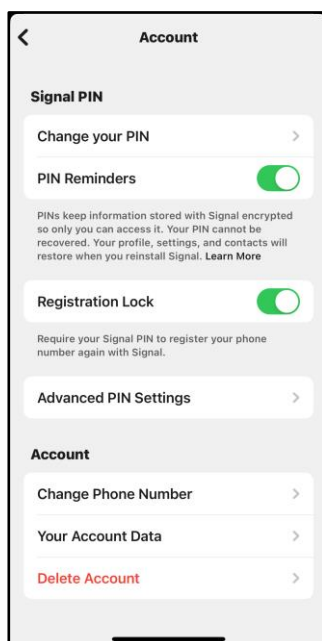 Account
Signal PIN
Change your PIN
PIN Reminders
PINs keep information stored with Signal encrypted
so only you can access it. Your PIN cannot be
recovered. Your profile, settings, and contacts will
restore when you reinstall Signal. Learn More
Registration Lock
Require your Signal PIN to register your phone
number again with Signal.
Advanced PIN Settings
Account
Change Phone Number
Your Account Data
Delete Account